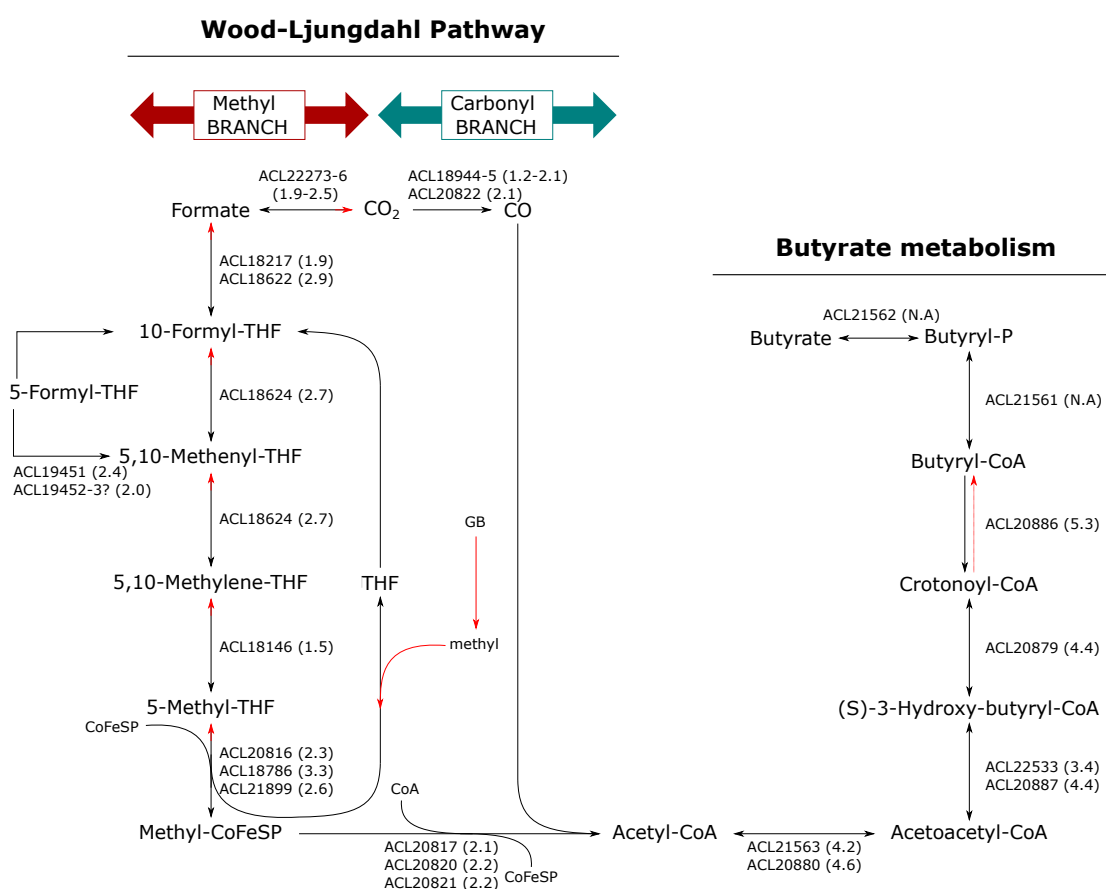 Wood-Ljungdahl Pathway
Methyl
BRANCH
Carbonyl
BRANCH
ACL22273-6
(1.9-2.5)
ACL18944-5 (1.2-2.1)
ACL20822 (2.1)
Formate
CO₂
CO
ACL18217 (1.9)
ACL18622 (2.9)
10-Formyl-THF
5-Formyl-THF
ACL18624 (2.7)
5,10-Methenyl-THF
ACL19451 (2.4)
ACL19452-3? (2.0)
ACL18624 (2.7)
GB
5,10-Methylene-THF
THF
ACL18146 (1.5)
methyl
5-Methyl-THF
CoFeSP
ACL20816 (2.3)
ACL18786 (3.3)
ACL21899 (2.6)
CoA
Methyl-CoFeSP
Acetyl-CoA
ACL20817 (2.1)
ACL20820 (2.2)
ACL20821 (2.2)
CoFeSP
ACL21563 (4.2)
ACL20880 (4.6)
Butyrate metabolism
ACL21562 (N.A)
Butyrate
Butyryl-P
ACL21561 (N.A)
Butyryl-CoA
ACL20886 (5.3)
Crotonoyl-CoA
ACL20879 (4.4)
(S)-3-Hydroxy-butyryl-CoA
ACL22533 (3.4)
ACL20887 (4.4)
Acetoacetyl-CoA